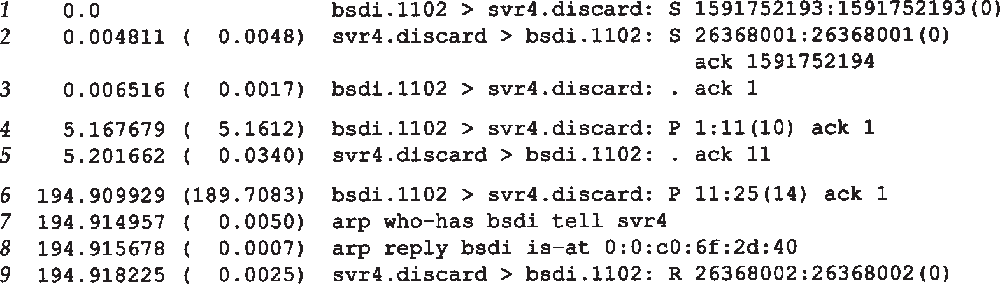 1 0.0 bsdi.1102 > svr4.discard: S 1591752193:1591752193(0)
2 0.004811 ( 0.0048) svr4.discard > bsdi.1102: S 26368001:26368001(0)
ack 1591752194
3 0.006516 ( 0.0017) bsdi.1102 > svr4.discard: . ack 1
4 5.167679 ( 5.1612) bsdi.1102 > svr4.discard: P 1:11(10) ack 1
5 5.201662 ( 0.0340) svr4.discard > bsdi.1102: . ack 11
6 194.909929 (189.7083) bsdi.1102 > svr4.discard: P 11:25(14) ack 1
7 194.914957 ( 0.0050) arp who-has bsdi tell svr4
8 194.915678 ( 0.0007) arp reply bsdi is-at 0:0:c0:6f:2d:40
9 194.918225 ( 0.0025) svr4.discard > bsdi.1102: R 26368002:26368002(0)